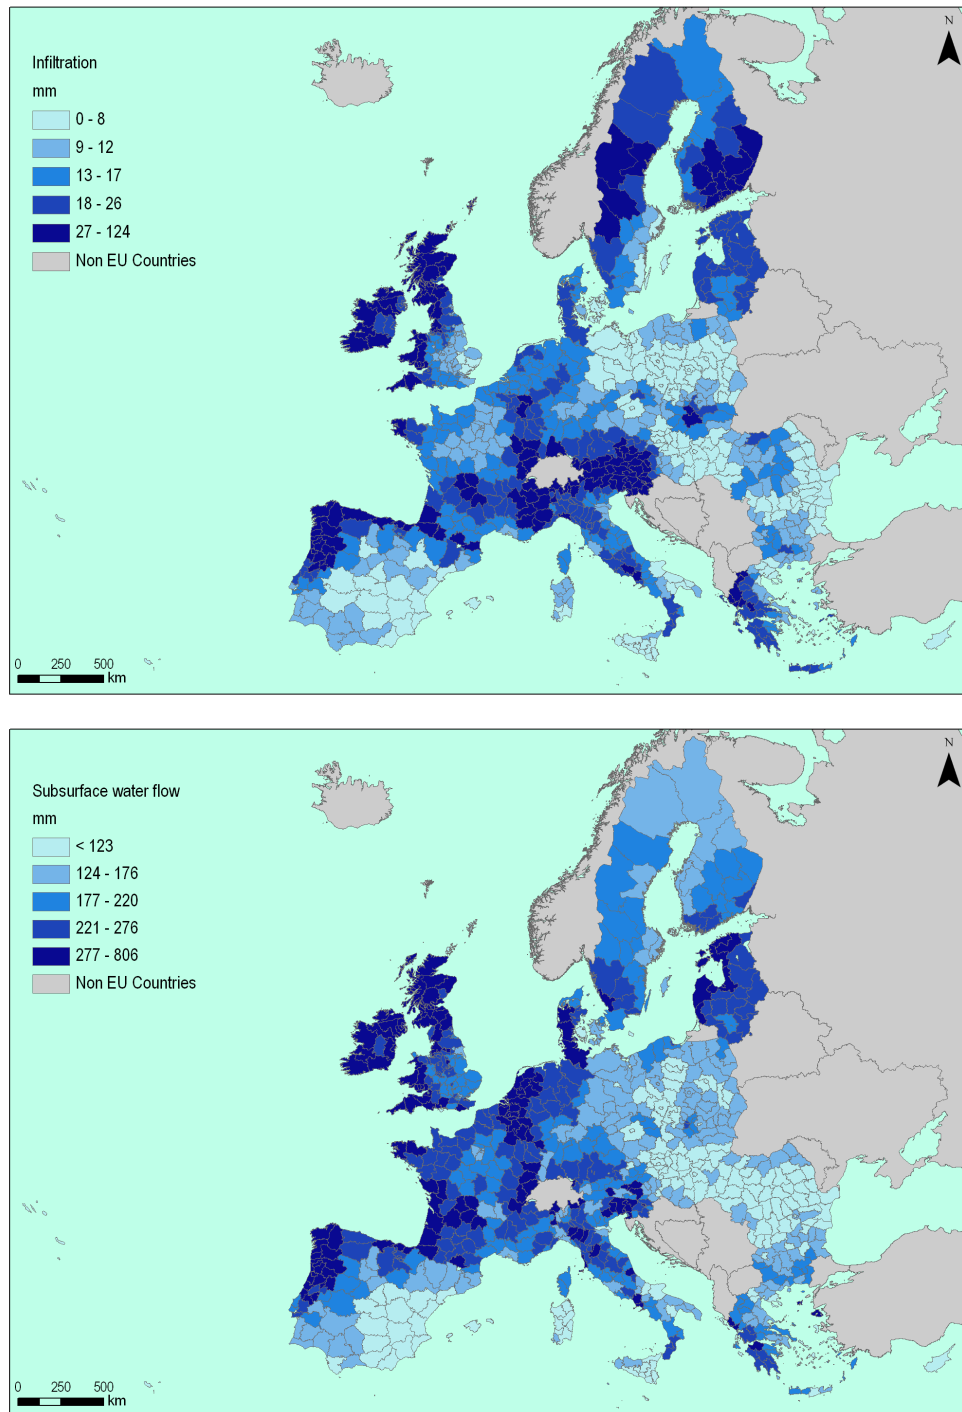 N
Infiltration
mm
0 - 8
9 - 12
13 - 17
18 - 26
27 - 124
Non EU Countries
0 250 500
km
N
Subsurface water flow
mm
< 123
124 - 176
177 - 220
221 - 276
277 - 806
Non EU Countries
0 250 500
km